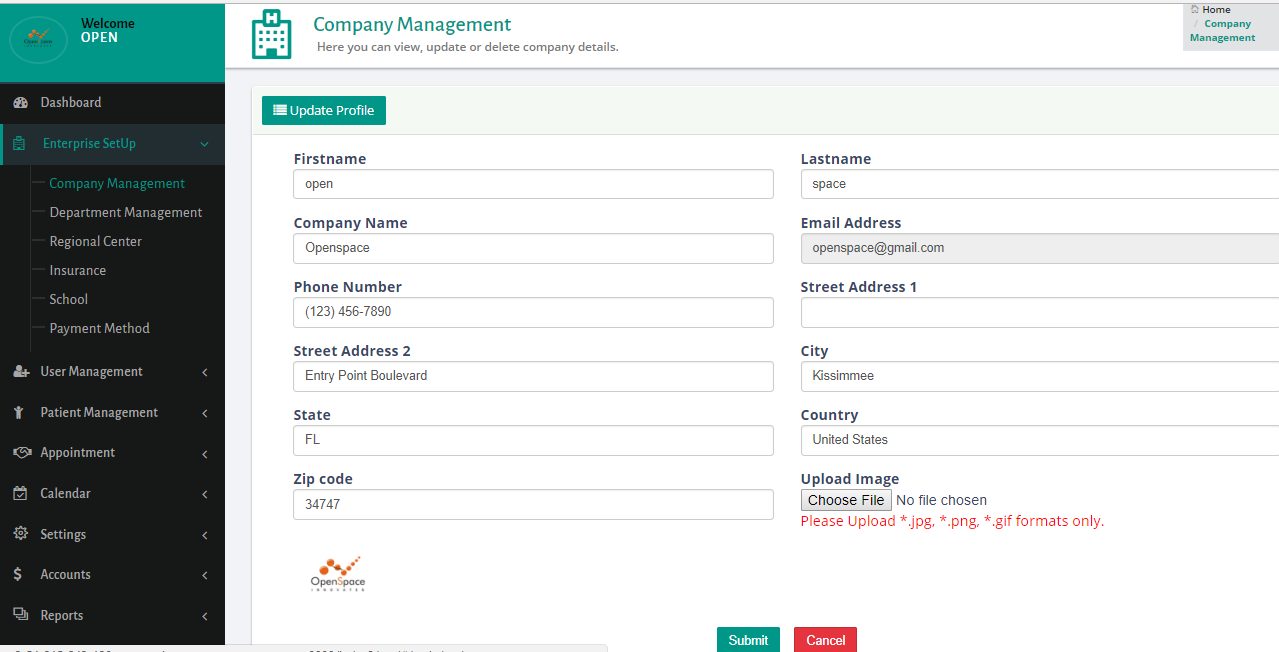 Welcome
OPEN
Dashboard
Enterprise SetUp
Company Management
Department Management
Regional Center
Insurance
School
Payment Method
User Management
Patient Management
Appointment
Calendar
Settings
Accounts
Reports
Company Management
Here you can view, update or delete company details.
Home
/ Company
Management
Update Profile
Firstname
open
Lastname
space
Company Name
Openspace
Email Address
openspace@gmail.com
Phone Number
(123) 456-7890
Street Address 1
Street Address 2
Entry Point Boulevard
City
Kissimmee
State
FL
Country
United States
Zip code
34747
Upload Image
Choose File No file chosen
Please Upload *.jpg, *.png, *.gif formats only.
OpenSpace
INNOVATES
Submit
Cancel